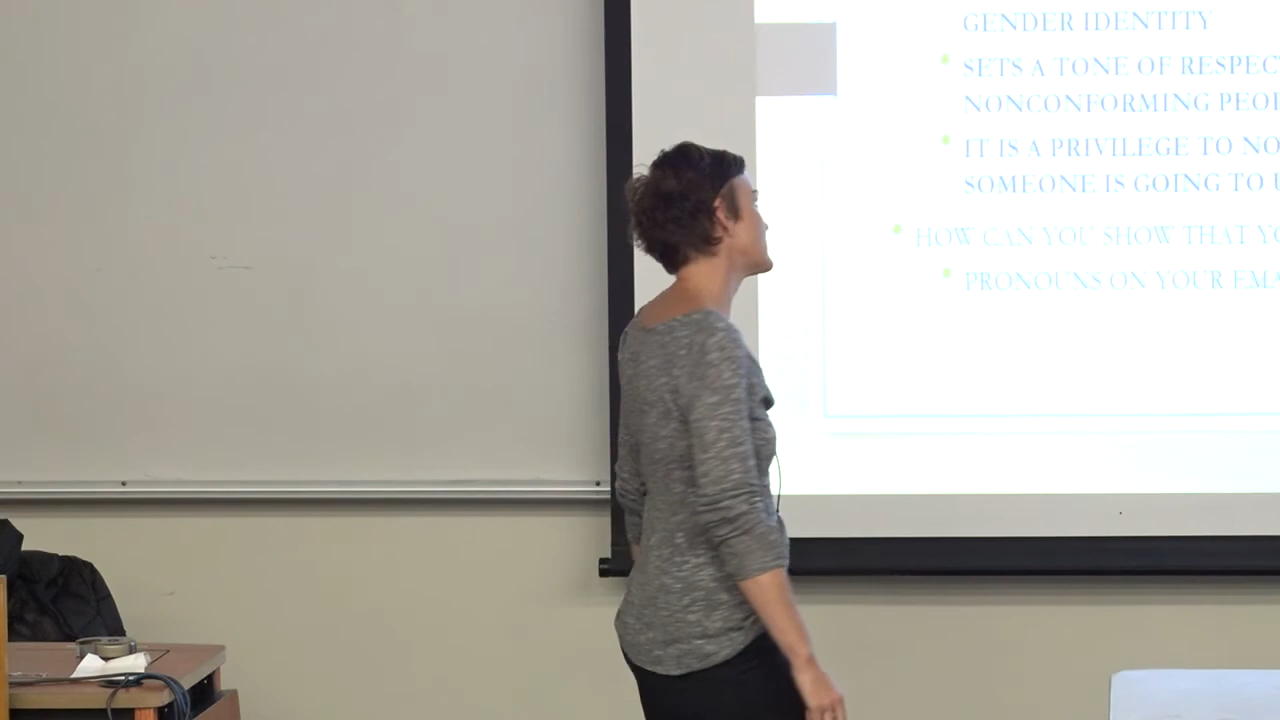 GENDER IDENTITY
SETS A TONE OF RESPEC
NONCONFORMING PEO
IT IS A PRIVILEGE TO NO
SOMEONE IS GOING TO
HOW CAN YOU SHOW THAT YO
PRONOUNS ON YOUR EMA